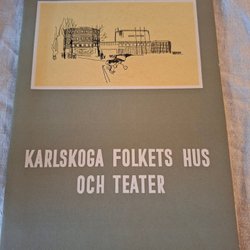 KARLSKOGA FOLKETS HUS
OCH TEATER